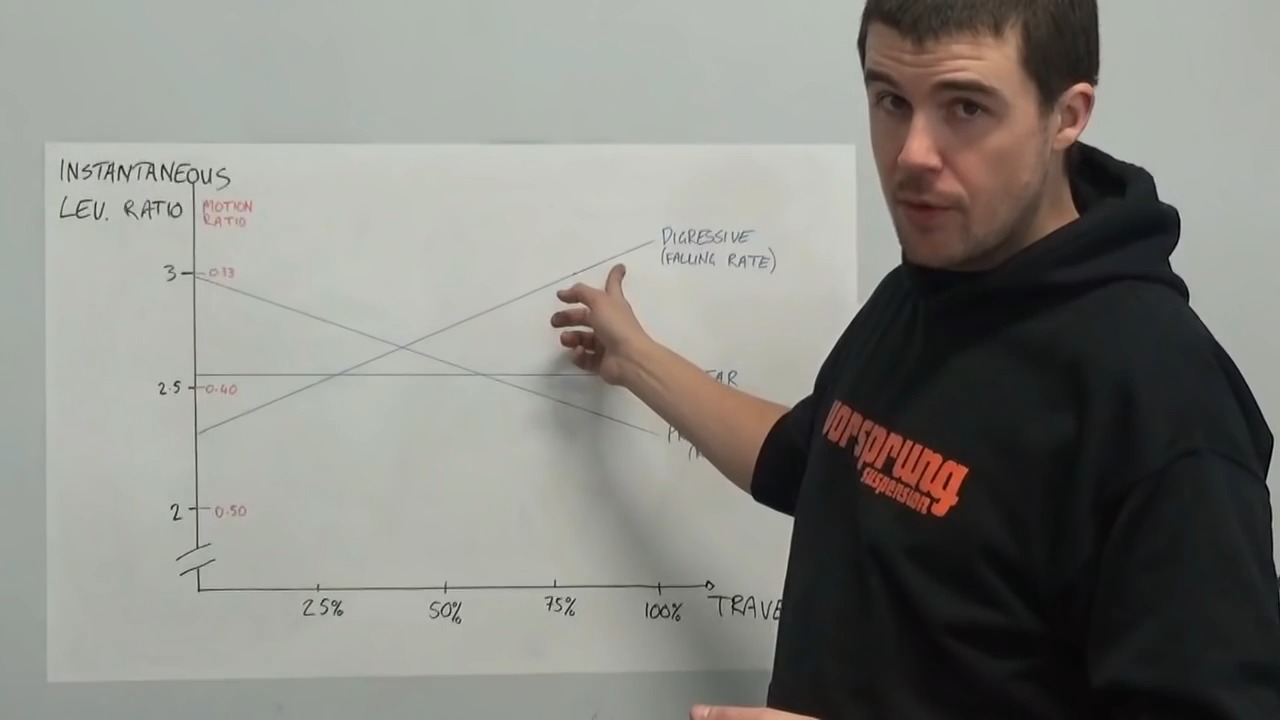 INSTANTANEOUS
LEV. RATIO
MOTION
RATIO
DIGRESSIVE
(FALLING RATE)
3
0.33
2.5
0.40
2
0.50
25%
50%
75%
100%
vorsprung
suspension